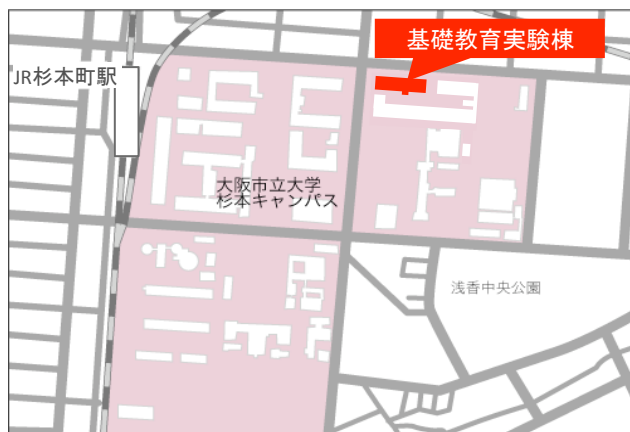 基礎教育実験棟
JR杉本町駅
大阪市立大学
杉本キャンパス
浅香中央公園